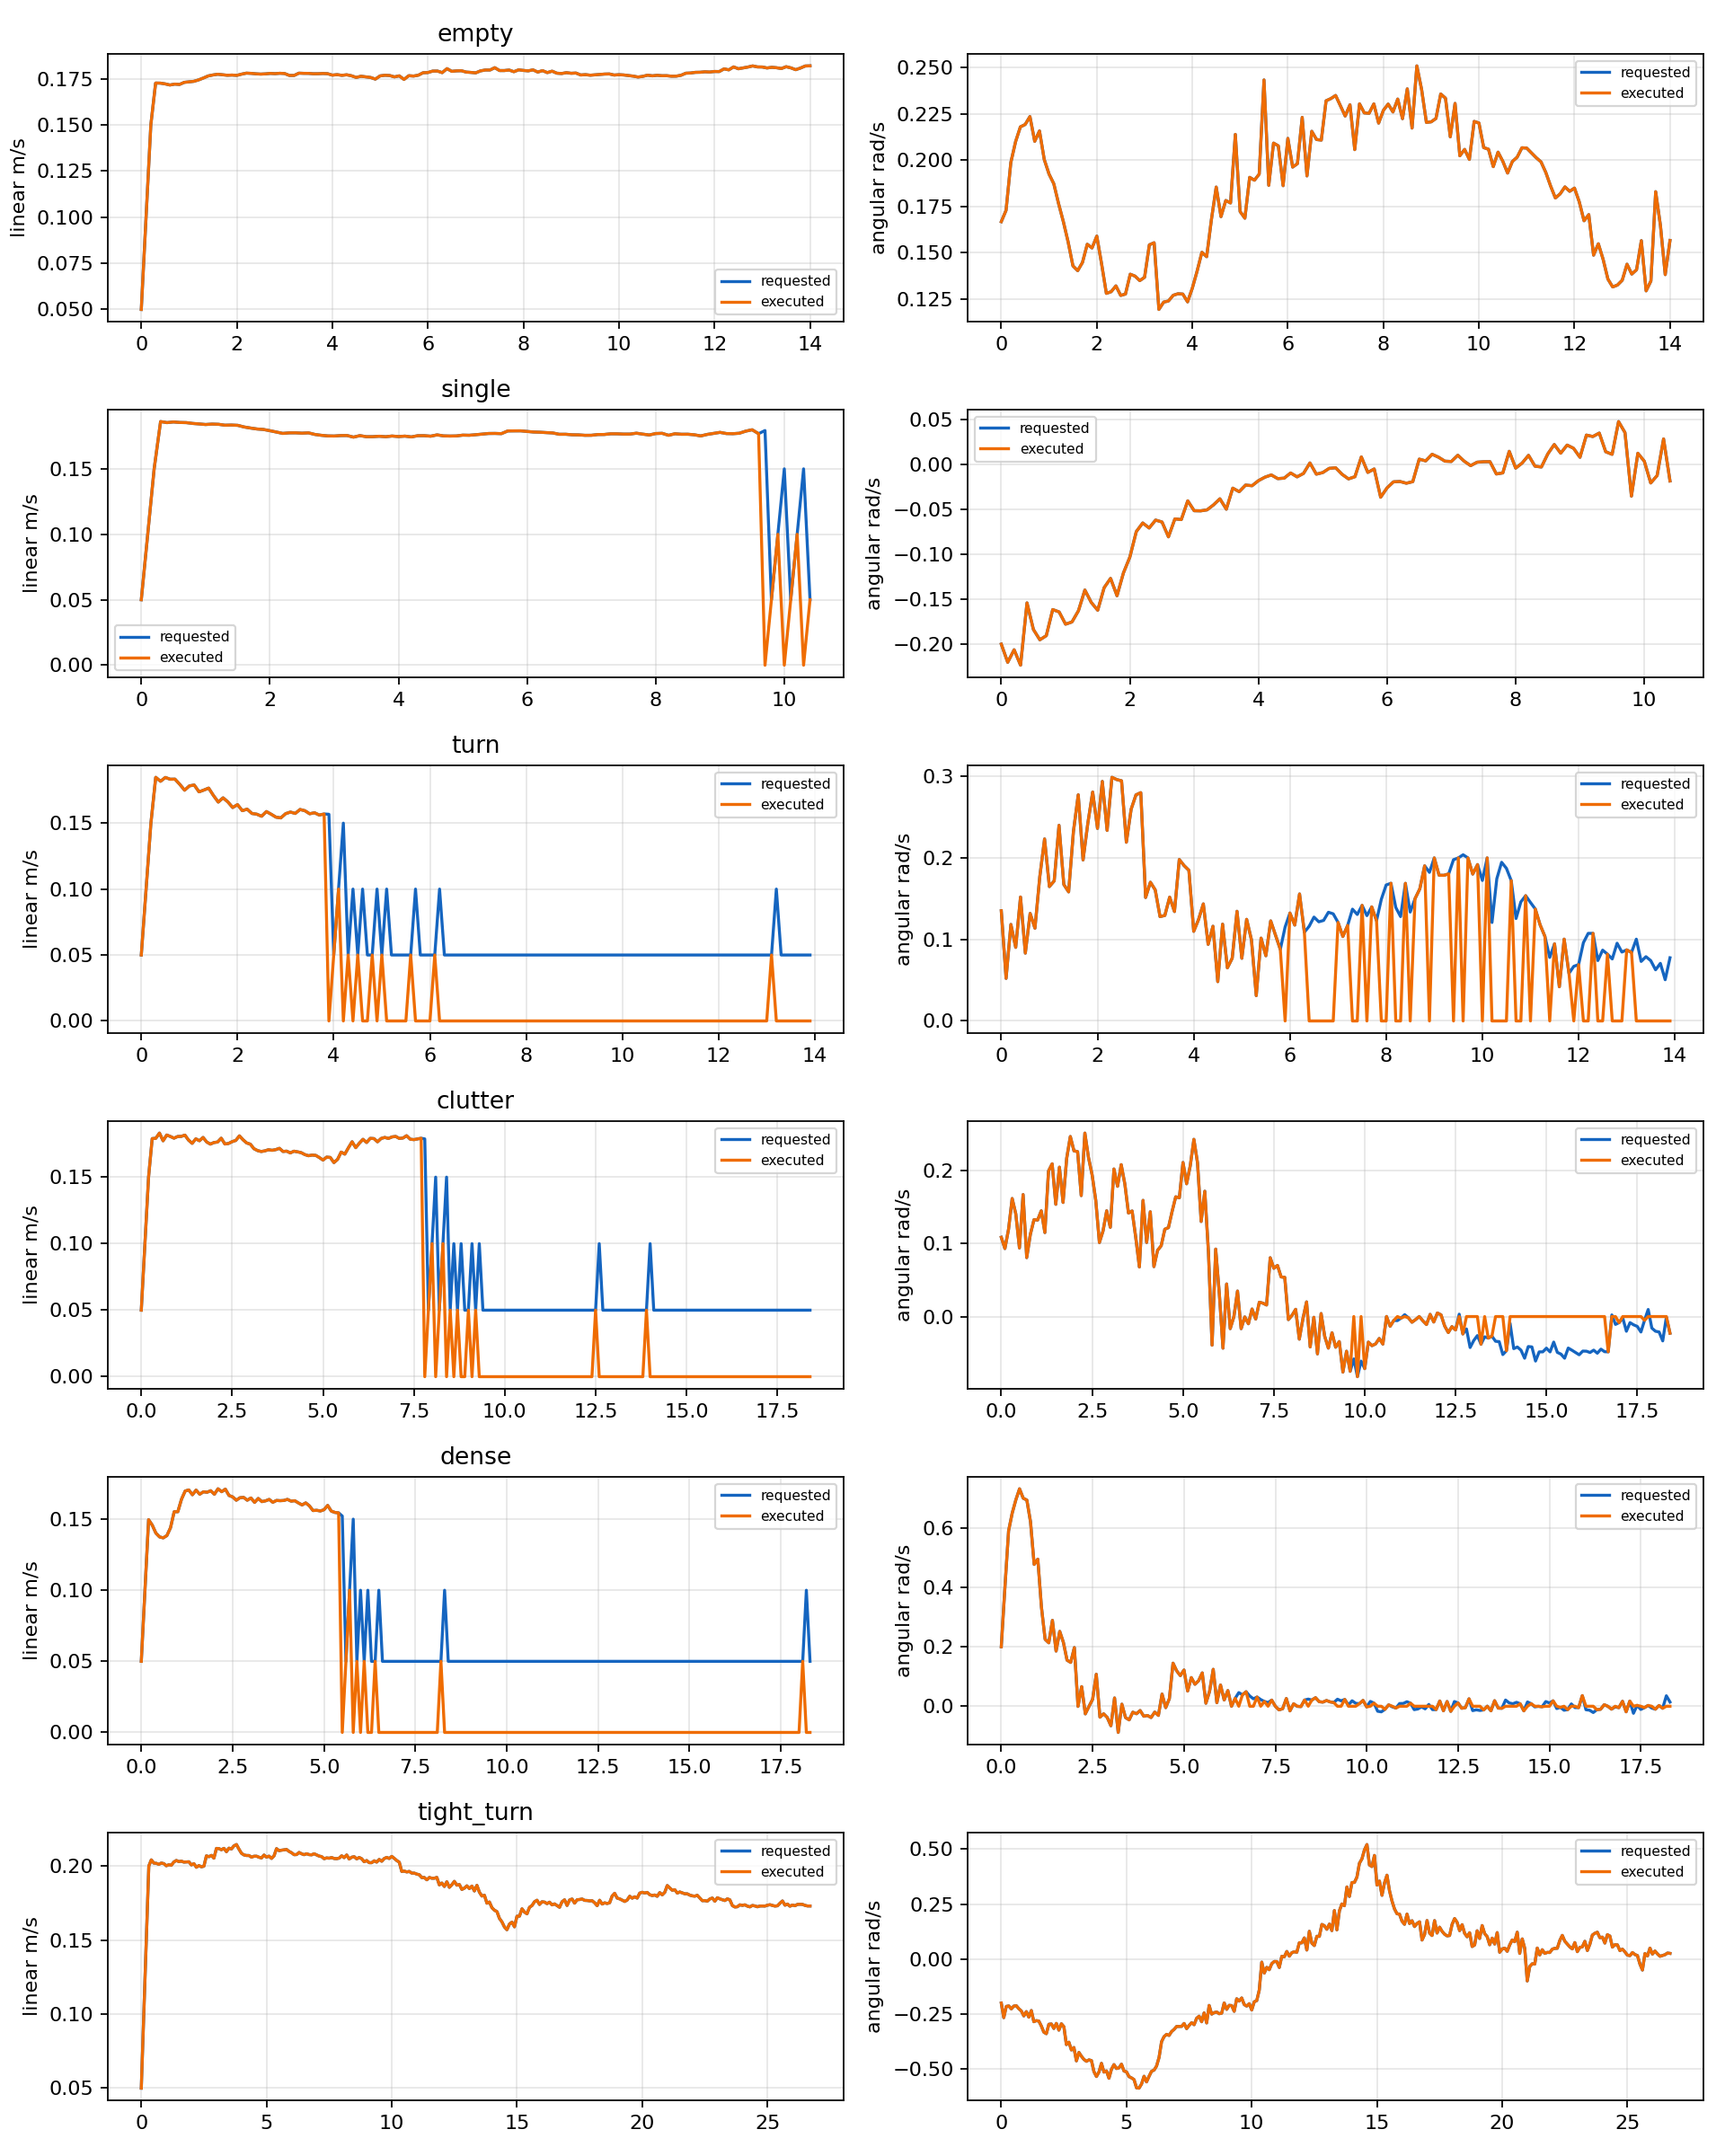 empty
linear m/s
0.175
0.150
0.125
0.100
0.075
0.050
0 2 4 6 8 10 12 14
requested
executed
angular rad/s
0.250
0.225
0.200
0.175
0.150
0.125
0 2 4 6 8 10 12 14
requested
executed
single
linear m/s
0.15
0.10
0.05
0.00
0 2 4 6 8 10
requested
executed
angular rad/s
0.05
0.00
−0.05
−0.10
−0.15
−0.20
0 2 4 6 8 10
requested
executed
turn
linear m/s
0.15
0.10
0.05
0.00
0 2 4 6 8 10 12 14
requested
executed
angular rad/s
0.3
0.2
0.1
0.0
0 2 4 6 8 10 12 14
requested
executed
clutter
linear m/s
0.15
0.10
0.05
0.00
0.0 2.5 5.0 7.5 10.0 12.5 15.0 17.5
requested
executed
angular rad/s
0.2
0.1
0.0
0.0 2.5 5.0 7.5 10.0 12.5 15.0 17.5
requested
executed
dense
linear m/s
0.15
0.10
0.05
0.00
0.0 2.5 5.0 7.5 10.0 12.5 15.0 17.5
requested
executed
angular rad/s
0.6
0.4
0.2
0.0
0.0 2.5 5.0 7.5 10.0 12.5 15.0 17.5
requested
executed
tight_turn
linear m/s
0.20
0.15
0.10
0.05
0 5 10 15 20 25
requested
executed
angular rad/s
0.50
0.25
0.00
−0.25
−0.50
0 5 10 15 20 25
requested
executed